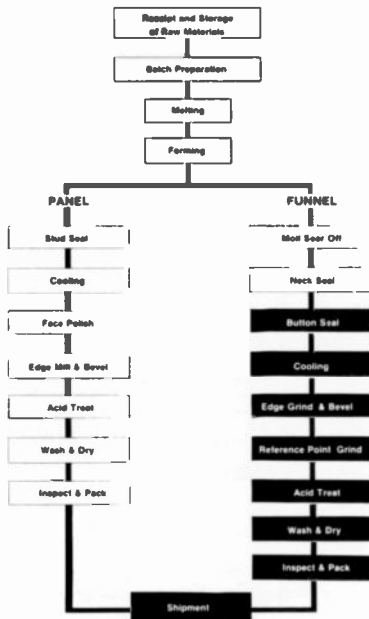 Receipt and Storage
of Raw Materials
Batch Preparation
Melting
Forming
PANEL
Stud Seal
Cooling
Face Polish
Edge Mill & Bevel
Acid Treat
Wash & Dry
Inspect & Pack
FUNNEL
Moil Sear Off
Neck Seal
Button Seal
Cooling
Edge Grind & Bevel
Reference Point Grind
Acid Treat
Wash & Dry
Inspect & Pack
Shipment